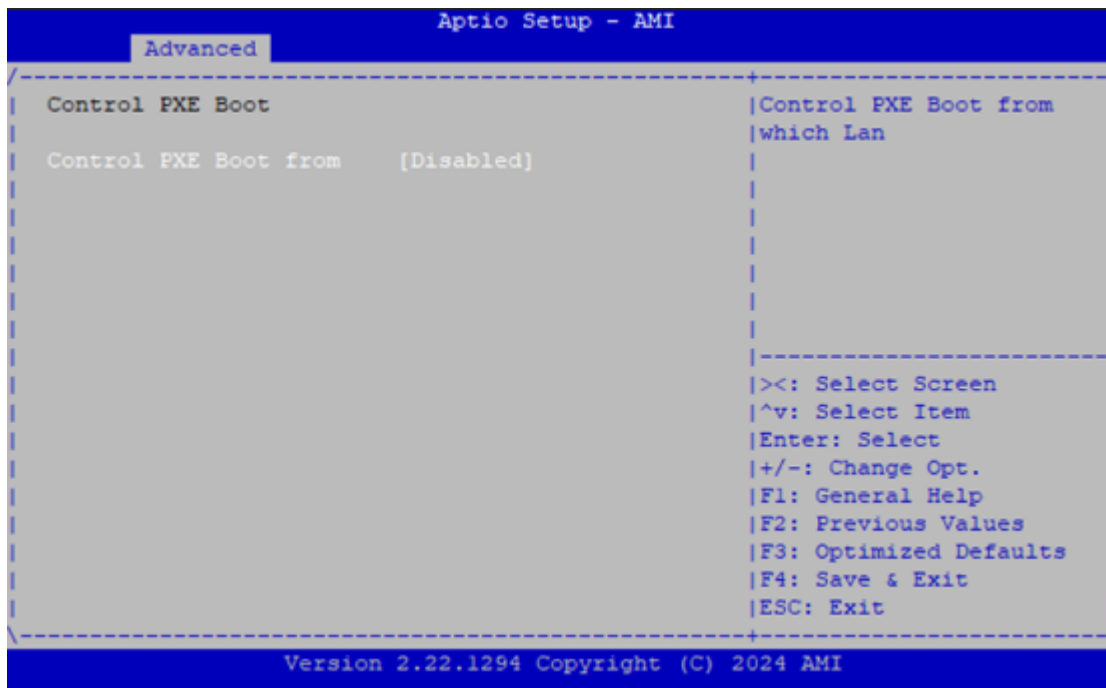 Aptio Setup - AMI
Advanced
Control PXE Boot
Control PXE Boot from [Disabled]
Control PXE Boot from
which Lan
><: Select Screen
^v: Select Item
Enter: Select
+/-: Change Opt.
F1: General Help
F2: Previous Values
F3: Optimized Defaults
F4: Save & Exit
ESC: Exit
Version 2.22.1294 Copyright (C) 2024 AMI